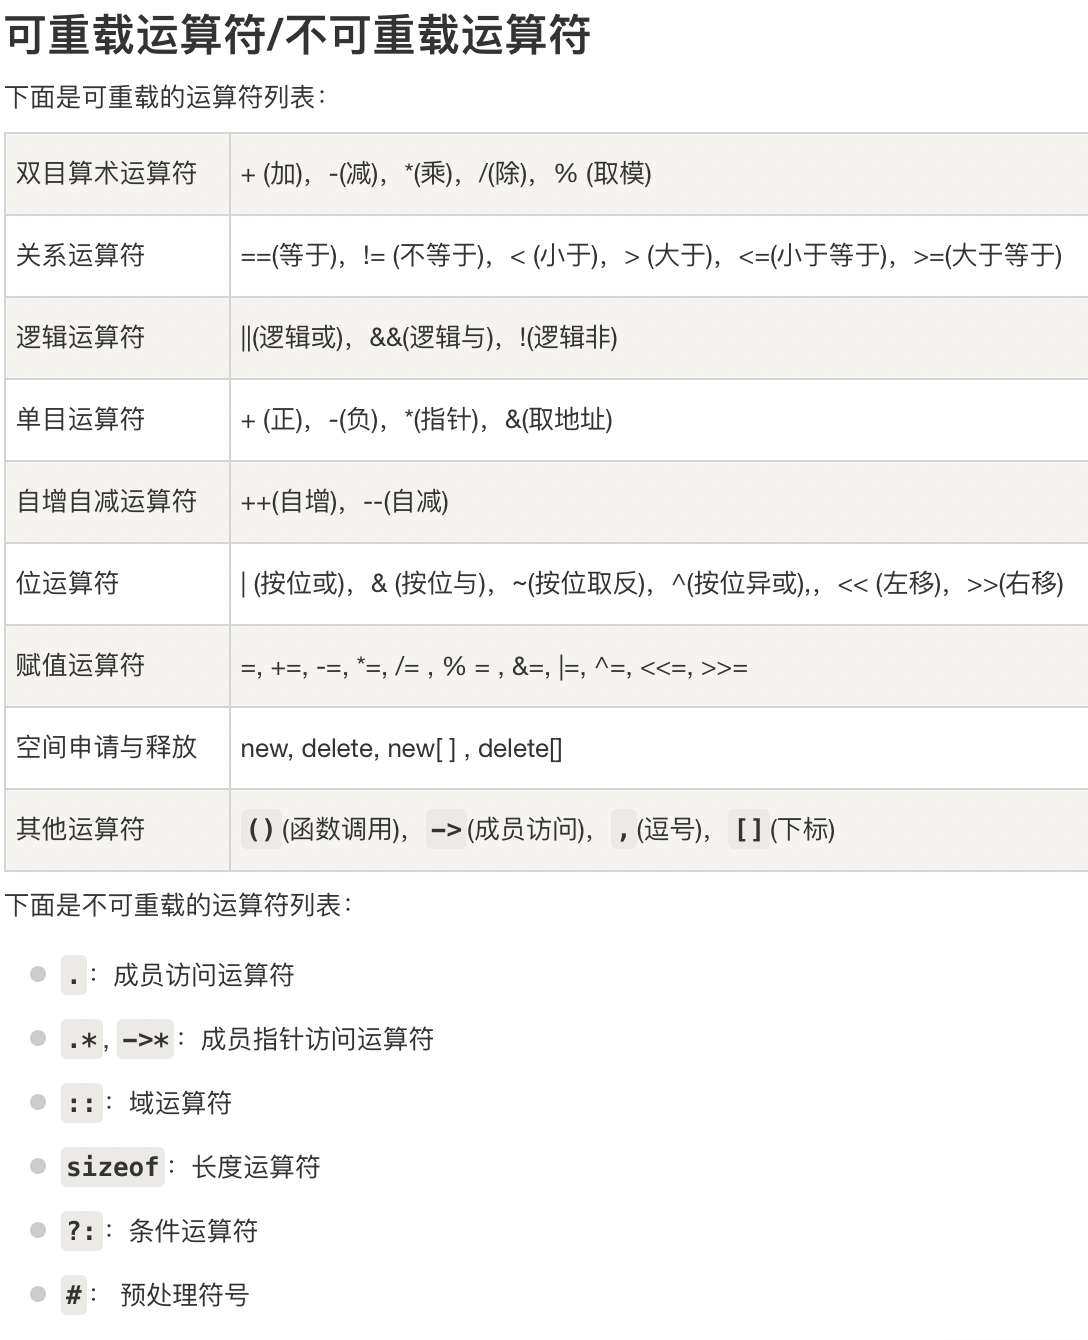 可重载运算符/不可重载运算符
下面是可重载的运算符列表：
双目算术运算符 + (加)，-(减)，*(乘)，/(除)，% (取模)
关系运算符 ==(等于)，!= (不等于)，< (小于)，> (大于)，<=(小于等于)，>=(大于等于)
逻辑运算符 ||(逻辑或)，&&(逻辑与)，!(逻辑非)
单目运算符 + (正)，-(负)，*(指针)，&(取地址)
自增自减运算符 ++(自增)，--(自减)
位运算符 | (按位或)，& (按位与)，~(按位取反)，^(按位异或),，<< (左移)，>>(右移)
赋值运算符 =, +=, -=, *=, /= , % = , &=, |=, ^=, <<=, >>=
空间申请与释放 new, delete, new[ ] , delete[]
其他运算符 ()(函数调用)，->(成员访问)，,(逗号)，[](下标)
下面是不可重载的运算符列表：
.：成员访问运算符
.*, ->*：成员指针访问运算符
::：域运算符
sizeof：长度运算符
?:：条件运算符
#： 预处理符号